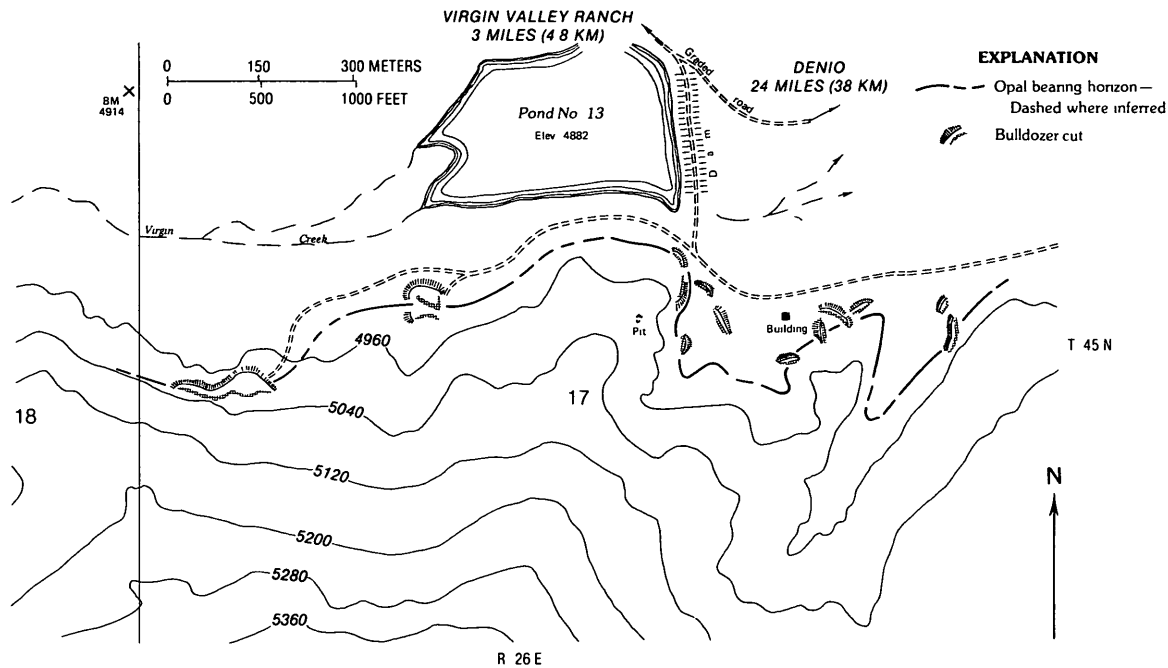 VIRGIN VALLEY RANCH
3 MILES (4 8 KM)
0 150 300 METERS
0 500 1000 FEET
BM
4914
Graded
road
DENIO
24 MILES (38 KM)
EXPLANATION
Opal bearing horizon—
Dashed where inferred
Bulldozer cut
Pond No 13
Elev 4882
Dam
Virgin
Creek
Pit
Building
4960
T 45 N
18
17
5040
5120
N
5200
5280
5360
R 26 E